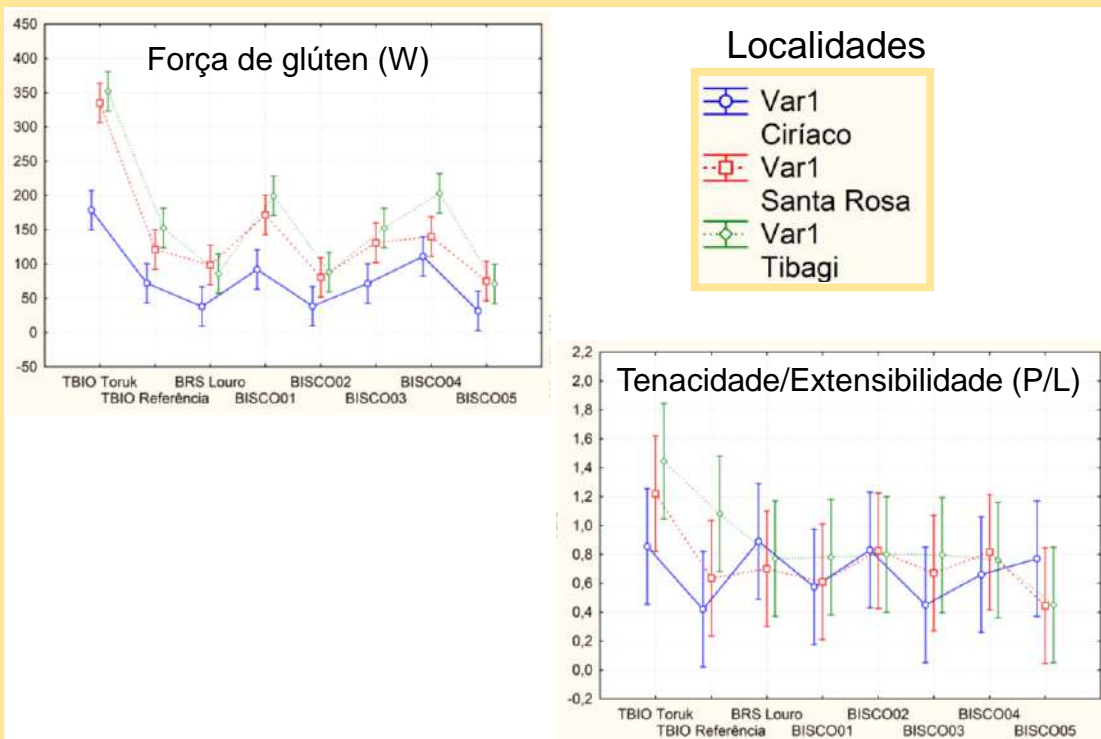 Força de glúten (W)
450
400
350
300
250
200
150
100
50
0
-50
TBIO Toruk
BRS Louro
BISCO02
BISCO04
TBIO Referência
BISCO01
BISCO03
BISCO05
Localidades
Var1
Ciríaco
Var1
Santa Rosa
Var1
Tibagi
Tenacidade/Extensibilidade (P/L)
2,2
2,0
1,8
1,6
1,4
1,2
1,0
0,8
0,6
0,4
0,2
0,0
-0,2
TBIO Toruk
BRS Louro
BISCO02
BISCO04
TBIO Referência
BISCO01
BISCO03
BISCO05